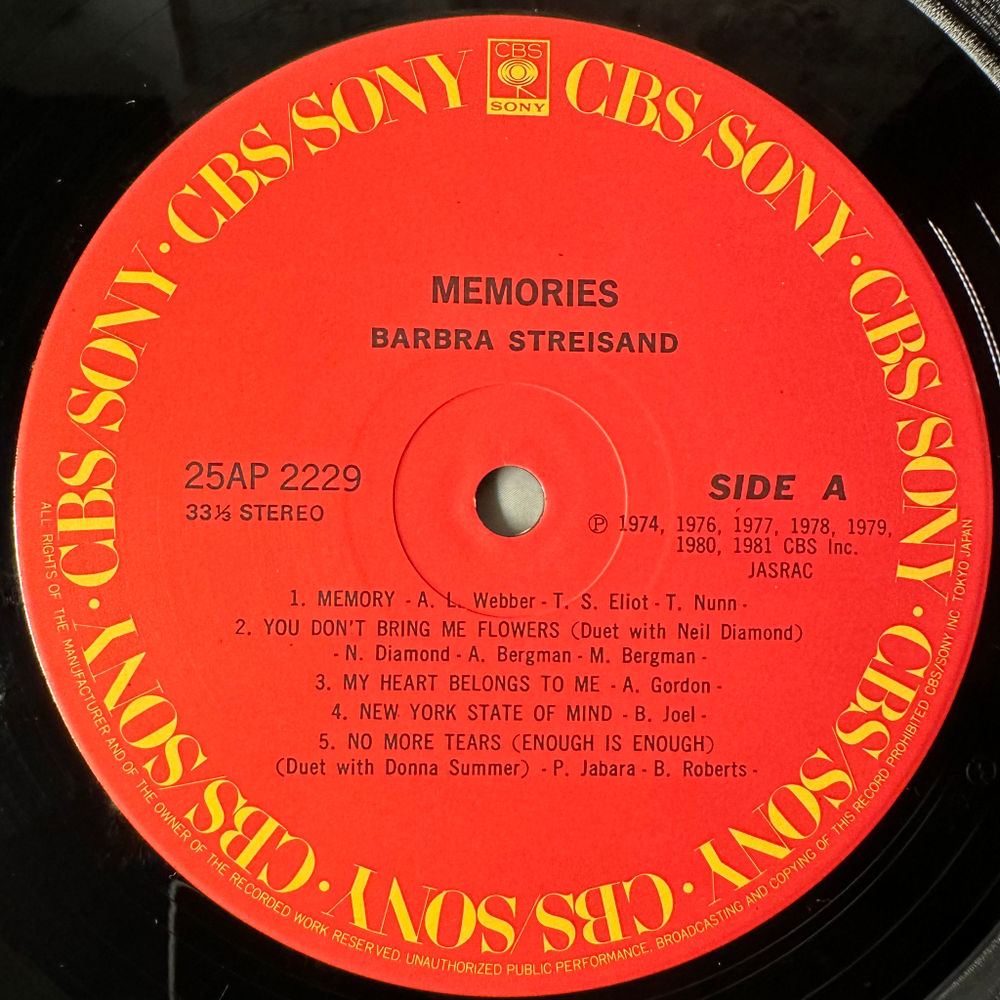 CBS
SONY
CBS/SONY · CBS/SONY · CBS/SONY · CBS/SONY · CBS/SONY · CBS/SONY · CBS/SONY · CBS/SONY
MEMORIES
BARBRA STREISAND
25AP 2229
33⅓ STEREO
SIDE A
Ⓟ 1974, 1976, 1977, 1978, 1979,
1980, 1981 CBS Inc.
JASRAC
1. MEMORY - A. L. Webber - T. S. Eliot - T. Nunn -
2. YOU DON'T BRING ME FLOWERS (Duet with Neil Diamond)
- N. Diamond - A. Bergman - M. Bergman -
3. MY HEART BELONGS TO ME - A. Gordon -
4. NEW YORK STATE OF MIND - B. Joel -
5. NO MORE TEARS (ENOUGH IS ENOUGH)
(Duet with Donna Summer) - P. Jabara - B. Roberts -
ALL RIGHTS OF THE MANUFACTURER AND OF THE OWNER OF THE RECORDED WORK RESERVED. UNAUTHORIZED PUBLIC PERFORMANCE. BROADCASTING AND COPYING OF THIS RECORD PROHIBITED CBS/SONY INC. TOKYO JAPAN